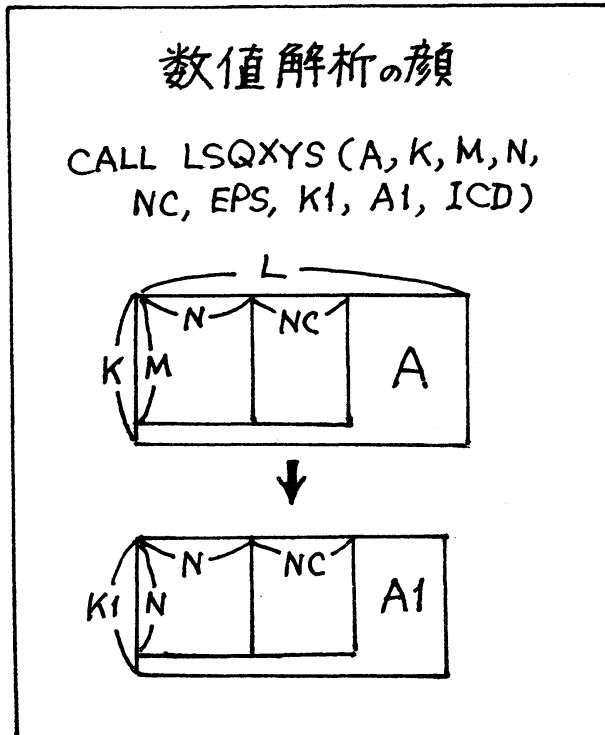 数値解析の顔
CALL LSQXYS (A, K, M, N,
NC, EPS, K1, A1, ICD)
L
N
NC
K
M
A
N
NC
K1
N
A1